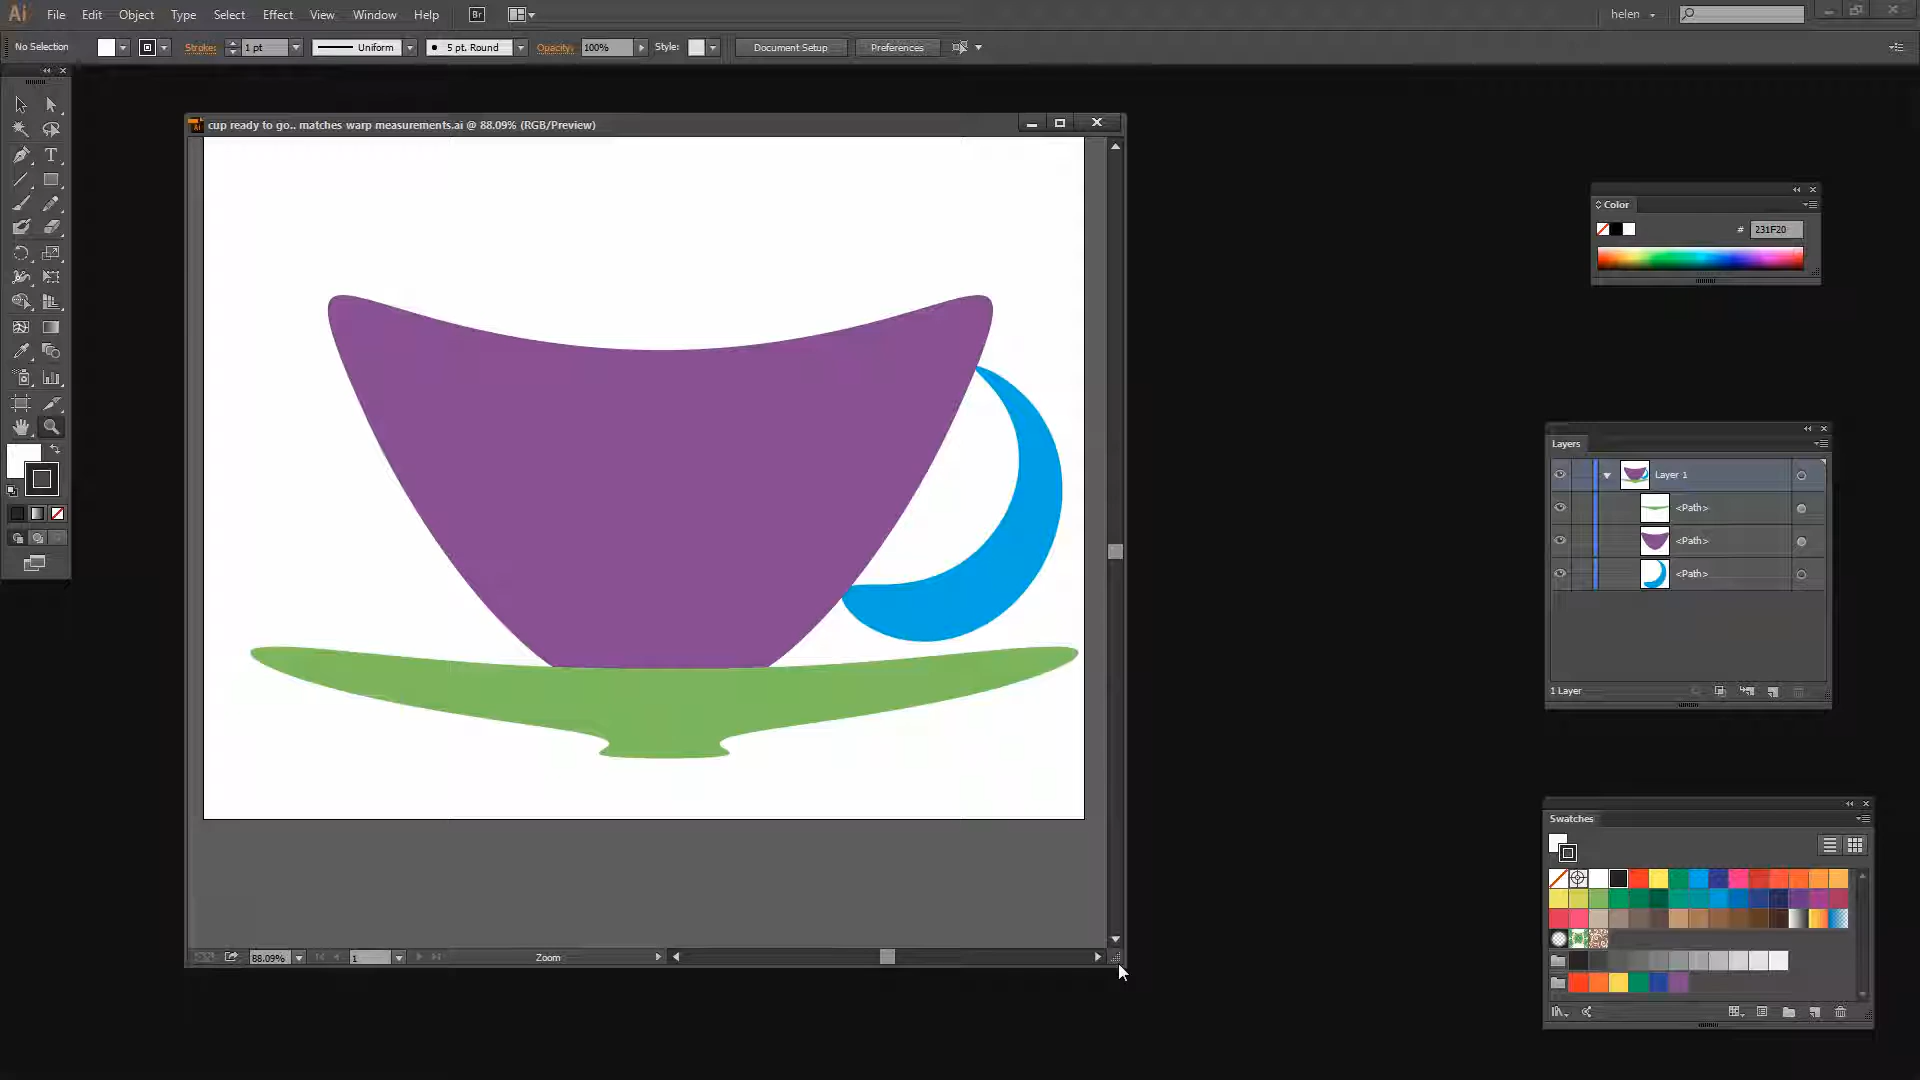 Ai File Edit Object Type Select Effect View Window Help Br helen
No Selection Stroke: 1 pt Uniform 5 pt. Round Opacity: 100% Style: Document Setup Preferences
cup ready to go.. matches warp measurements.ai @ 88.09% (RGB/Preview)
Color
# 231F20
Layers
Layer 1
<Path>
<Path>
<Path>
1 Layer
Swatches
88.09% 1 Zoom